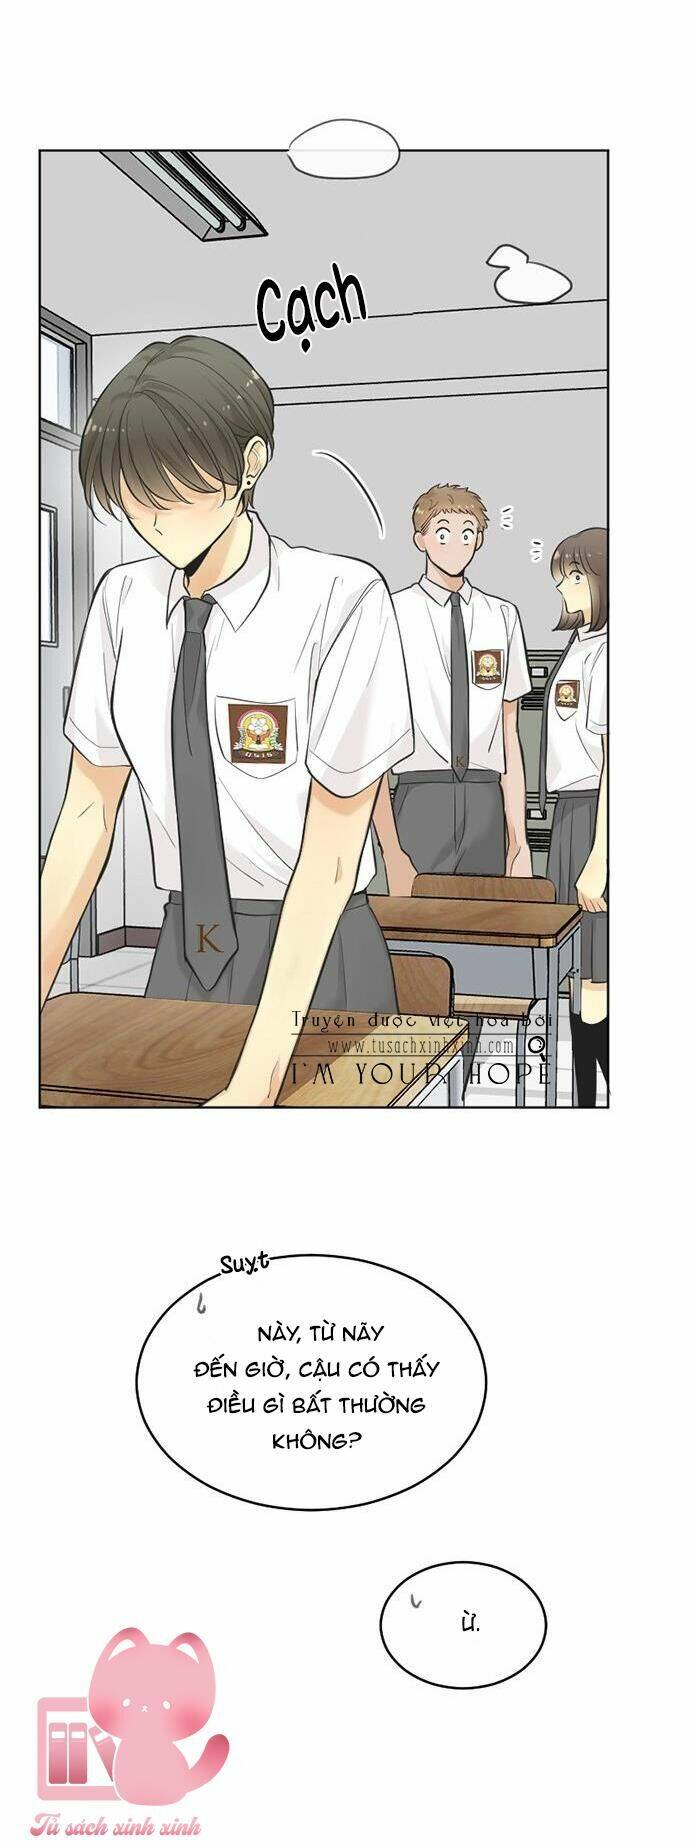 Cạch
O.S.I.S
K
K
Truyện được việt hóa bởi
www.tusachxinhxinh.com
I'M YOUR HOPE
Suỵt
NÀY, TỪ NÃY
ĐẾN GIỜ, CẬU CÓ THẤY
ĐIỀU GÌ BẤT THƯỜNG
KHÔNG?
Ừ.
Tủ sách xinh xinh